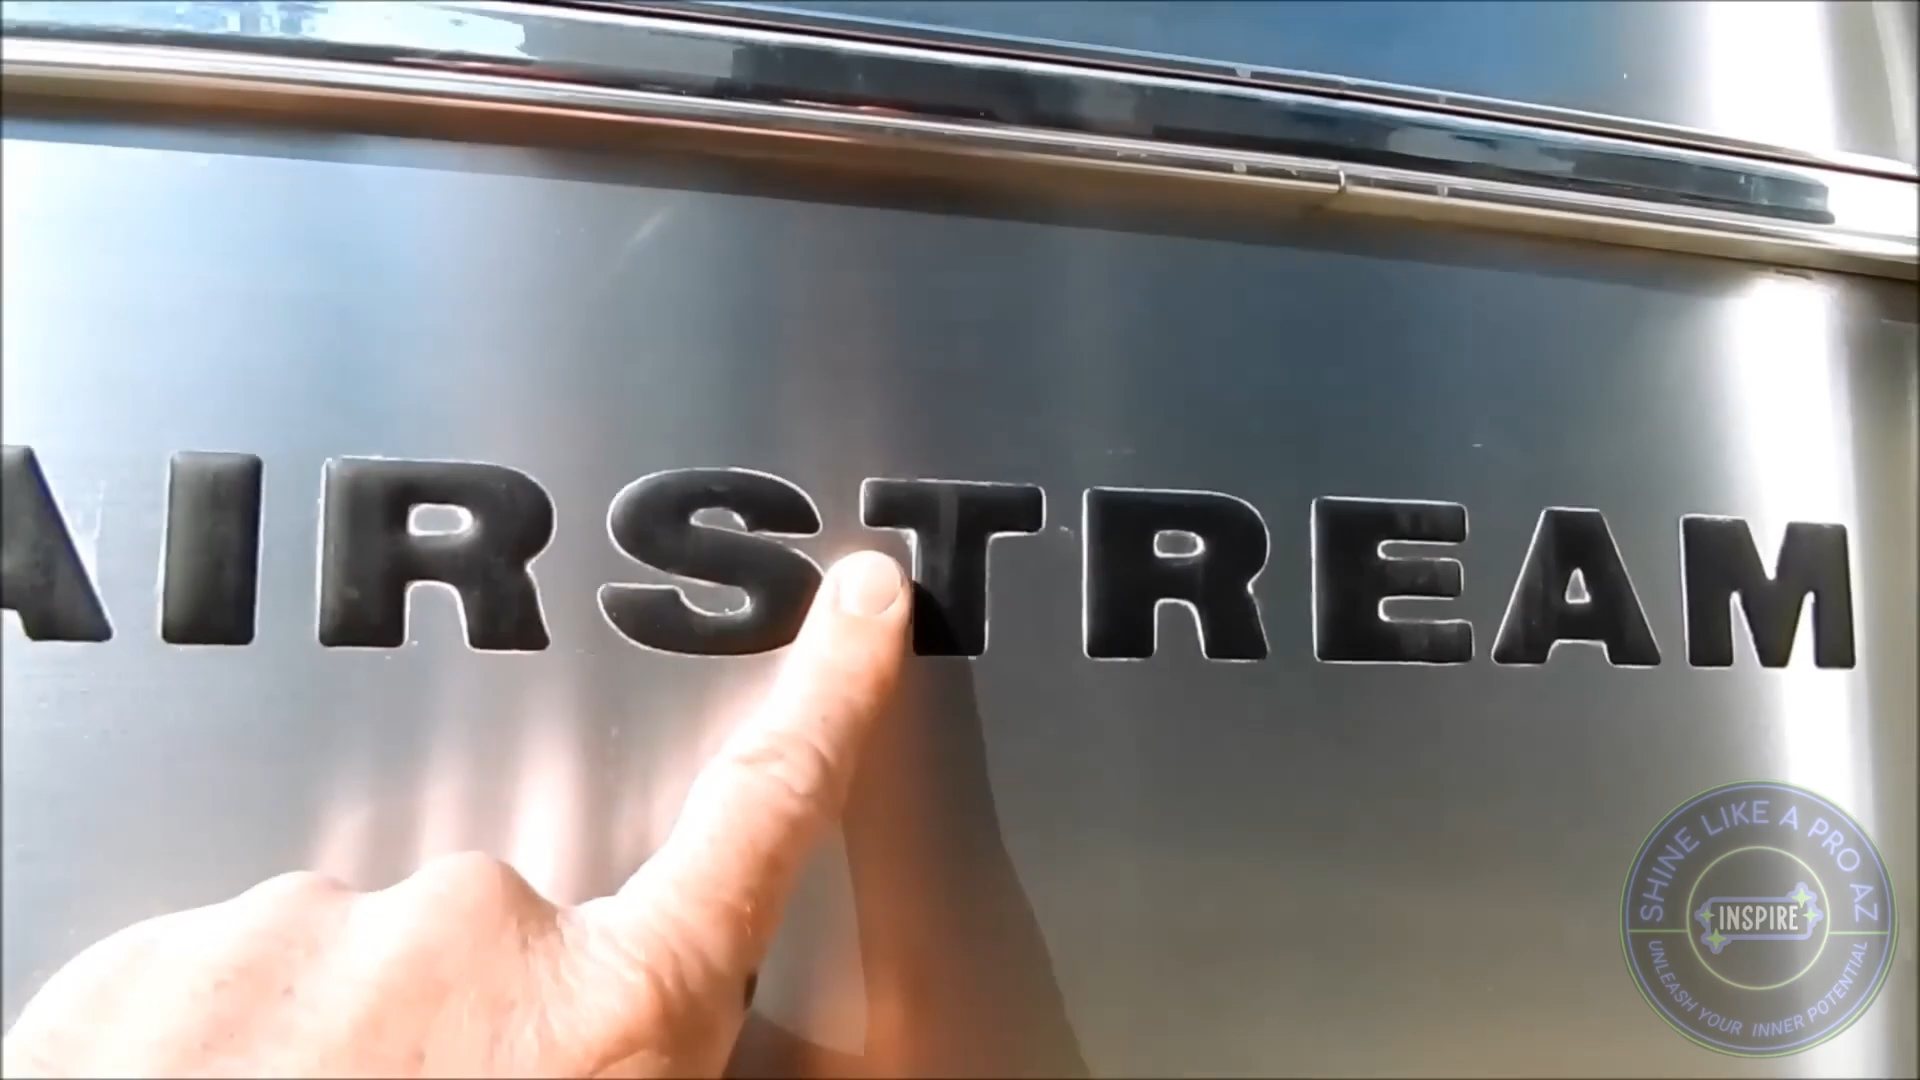 AIRSTREAM
SHINE LIKE A PRO AZ
INSPIRE
UNLEASH YOUR INNER POTENTIAL